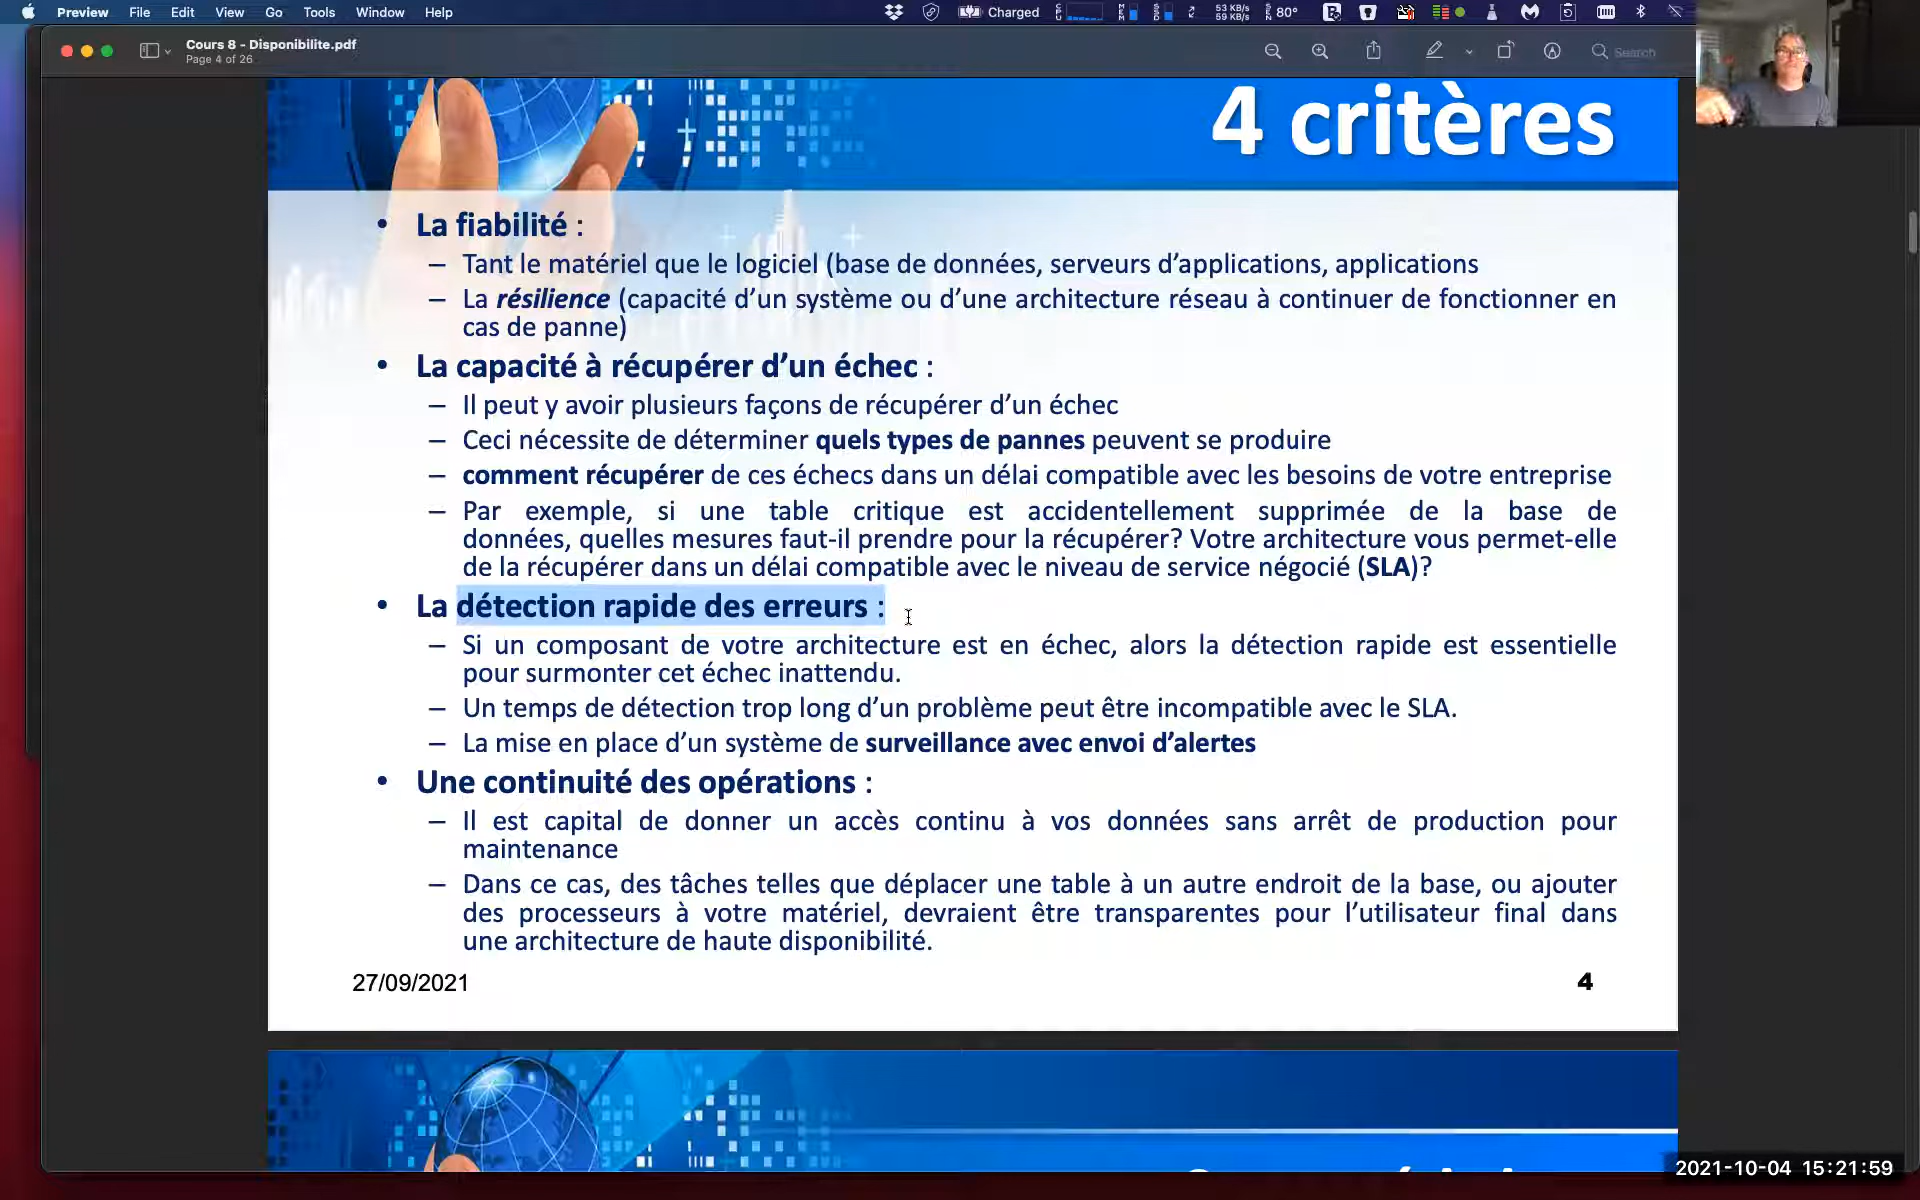 Preview File Edit View Go Tools Window Help
Charged
53 KB/s
59 KB/s
80°
Cours 8 - Disponibilite.pdf
Page 4 of 26
Search
4 critères
• La fiabilité :
– Tant le matériel que le logiciel (base de données, serveurs d’applications, applications
– La résilience (capacité d’un système ou d’une architecture réseau à continuer de fonctionner en
cas de panne)
• La capacité à récupérer d’un échec :
– Il peut y avoir plusieurs façons de récupérer d’un échec
– Ceci nécessite de déterminer quels types de pannes peuvent se produire
– comment récupérer de ces échecs dans un délai compatible avec les besoins de votre entreprise
– Par exemple, si une table critique est accidentellement supprimée de la base de
données, quelles mesures faut-il prendre pour la récupérer? Votre architecture vous permet-elle
de la récupérer dans un délai compatible avec le niveau de service négocié (SLA)?
• La détection rapide des erreurs :
– Si un composant de votre architecture est en échec, alors la détection rapide est essentielle
pour surmonter cet échec inattendu.
– Un temps de détection trop long d’un problème peut être incompatible avec le SLA.
– La mise en place d’un système de surveillance avec envoi d’alertes
• Une continuité des opérations :
– Il est capital de donner un accès continu à vos données sans arrêt de production pour
maintenance
– Dans ce cas, des tâches telles que déplacer une table à un autre endroit de la base, ou ajouter
des processeurs à votre matériel, devraient être transparentes pour l’utilisateur final dans
une architecture de haute disponibilité.
27/09/2021
4
2021-10-04 15:21:59